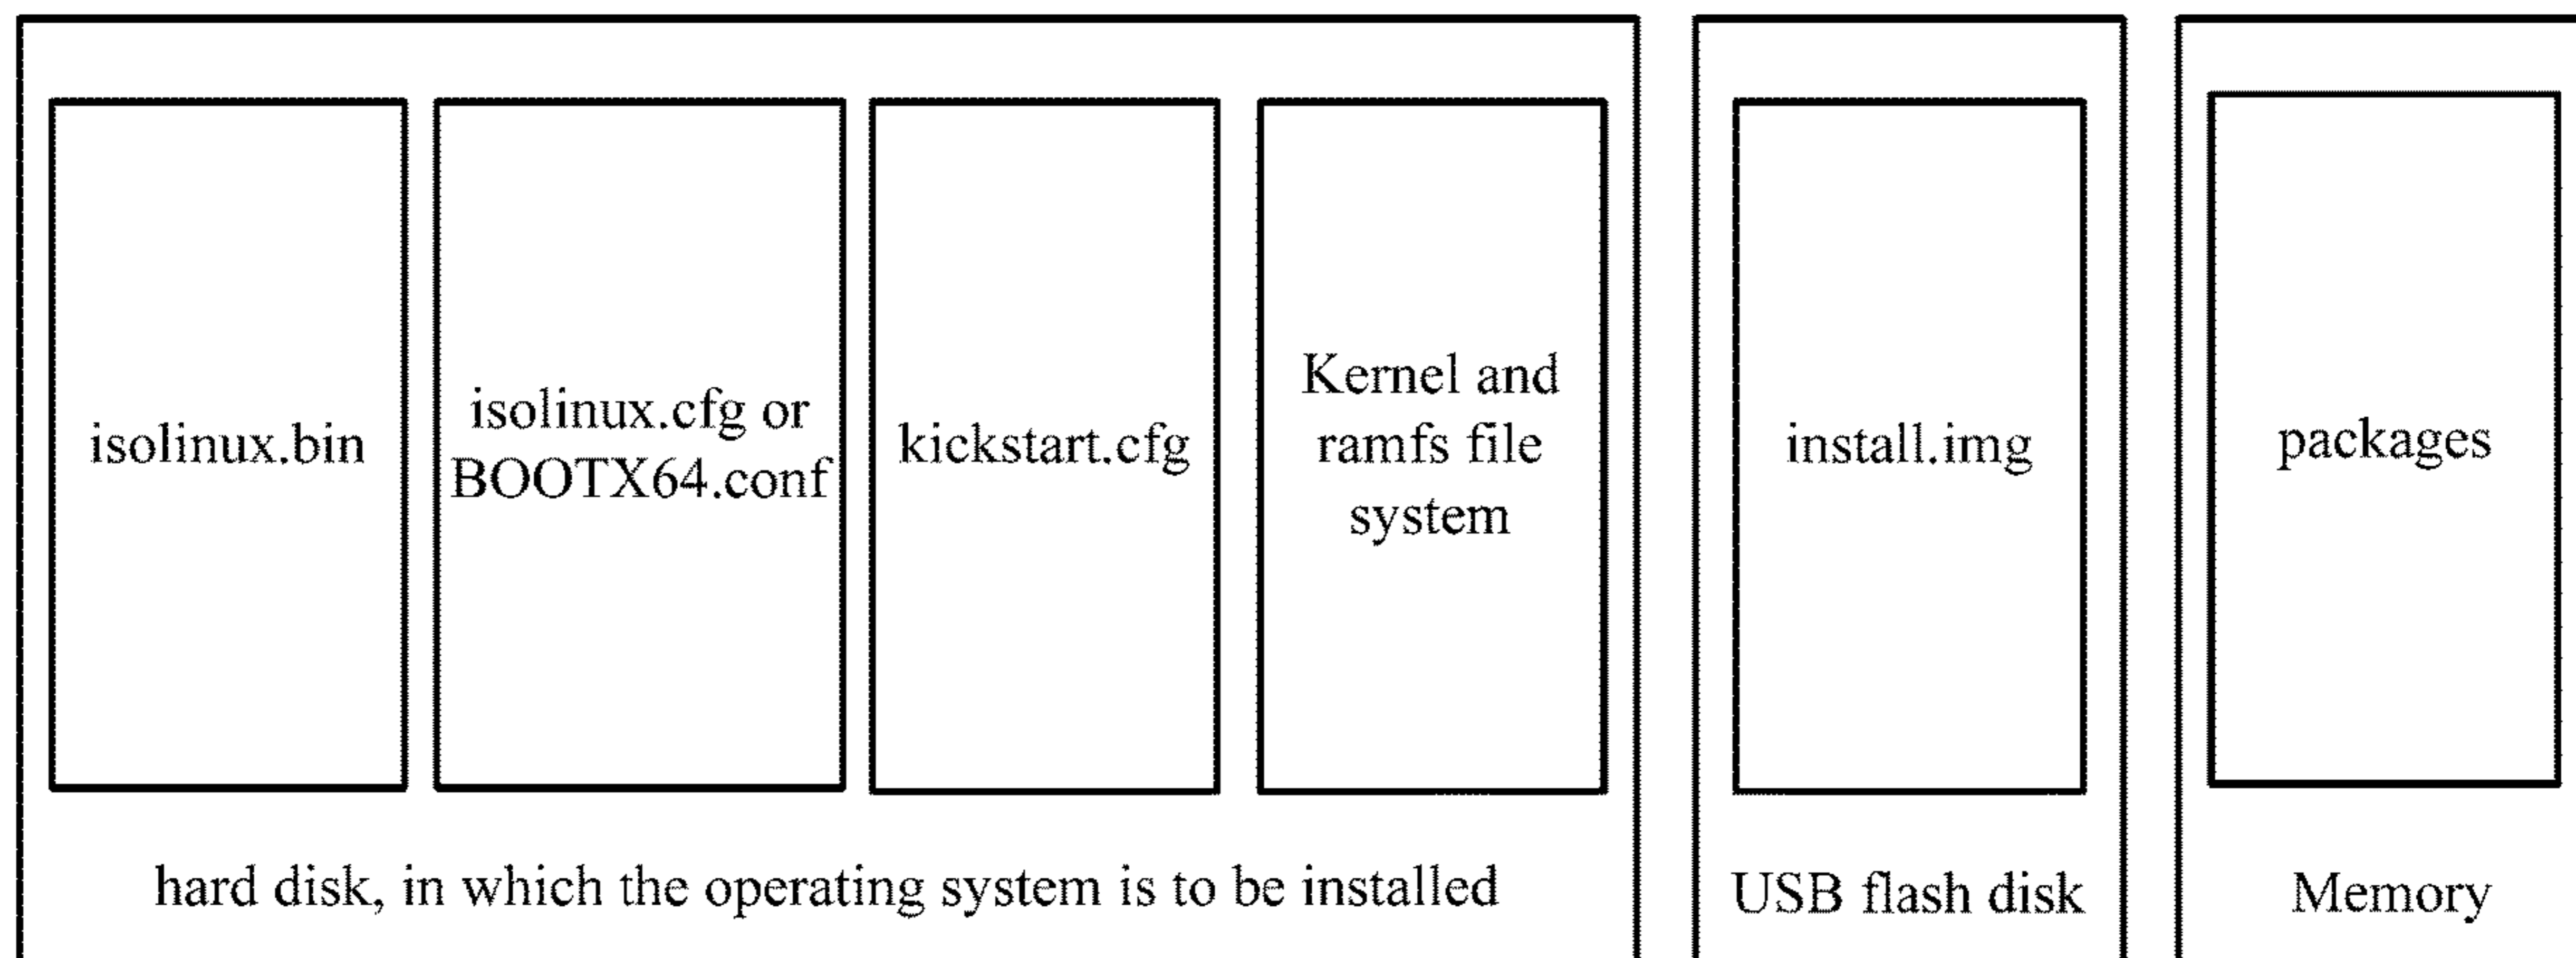 isolinux.bin
isolinux.cfg or
BOOTX64.conf
kickstart.cfg
Kernel and
ramfs file
system
install.img
packages
hard disk, in which the operating system is to be installed
USB flash disk
Memory